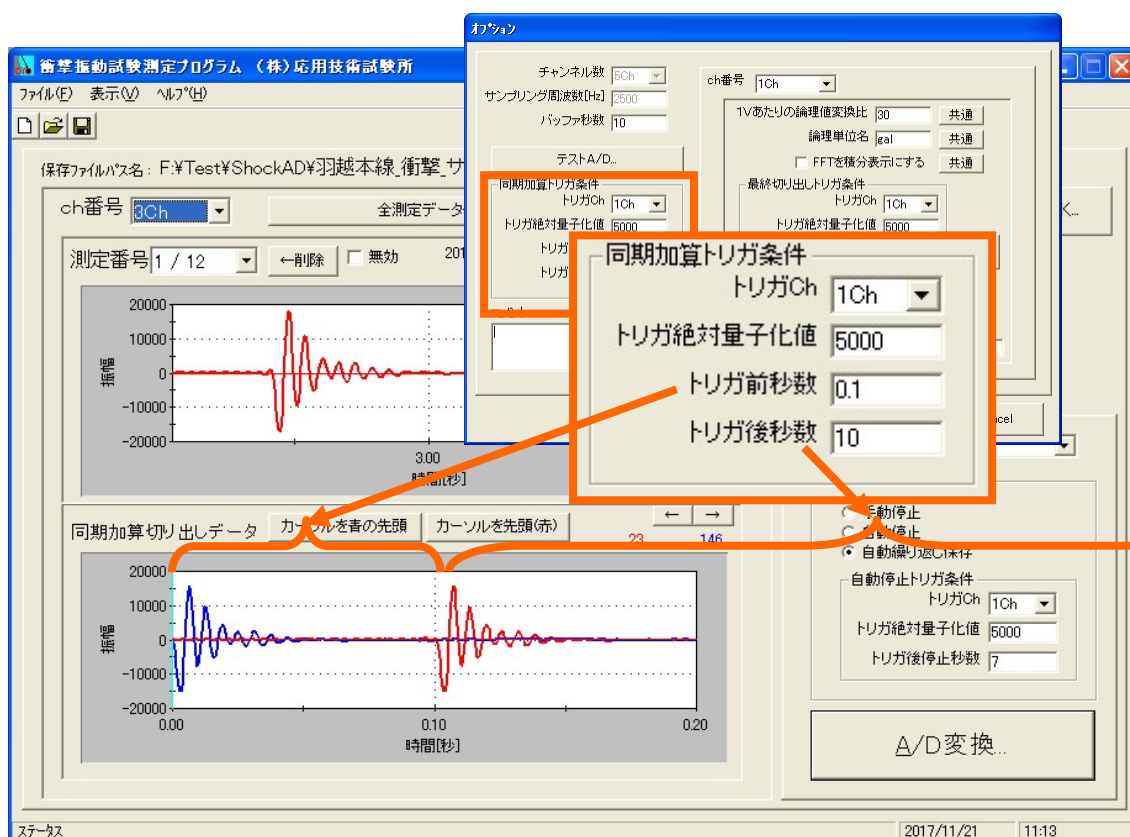 オプション
衝撃振動試験測定プログラム （株）応用技術試験所
ファイル(F) 表示(V) ヘルプ(H)
保存ファイルパス名： F:¥Test¥ShockAD¥羽越本線_衝撃_サ
ch番号 3Ch
全測定データ
測定番号 1 / 12
←削除
無効
201
20000
10000
0
-10000
-20000
振幅
3.00
時間[秒]
チャンネル数 5Ch
サンプリング周波数[Hz] 2500
バッファ秒数 10
テストA/D...
同期加算トリガ条件
トリガCh 1Ch
トリガ絶対量子化値 5000
トリガ
トリガ
ch番号 1Ch
1Vあたりの論理値変換比 30 共通
論理単位名 gal 共通
FFTを積分表示にする 共通
最終切り出しトリガ条件
トリガCh 1Ch
トリガ絶対量子化値 5000
同期加算トリガ条件
トリガCh 1Ch
トリガ絶対量子化値 5000
トリガ前秒数 0.1
トリガ後秒数 10
ncel
同期加算切り出しデータ
カーソルを青の先頭
カーソルを先頭(赤)
← →
23 146
20000
10000
0
-10000
-20000
振幅
0.00 0.10 0.20
時間[秒]
手動停止
自動停止
自動繰り返し保存
自動停止トリガ条件
トリガCh 1Ch
トリガ絶対量子化値 5000
トリガ後停止秒数 7
A/D変換...
ステータス
2017/11/21 11:13